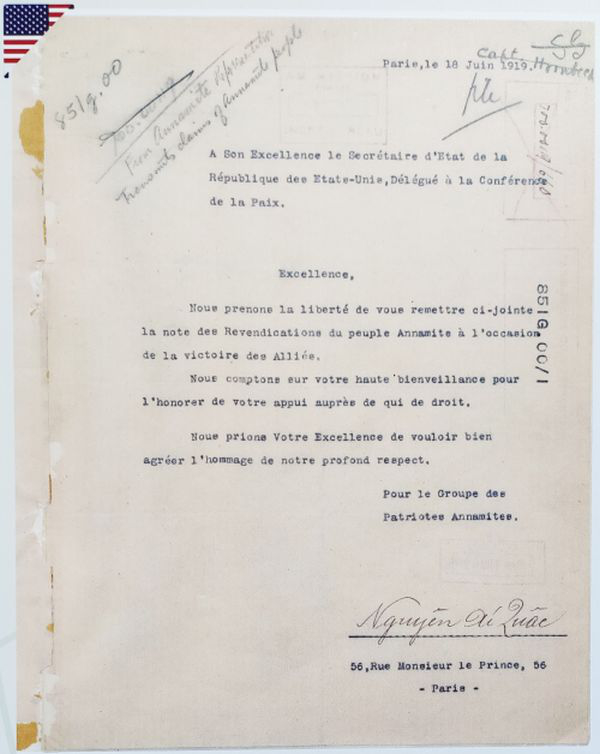 851g.00
From Annamite
Transmits claims of Annamite people
Capt. Hornbeck
Paris,le 18 Juin 1919.
A Son Excellence le Secrétaire d'Etat de la
République des Etats-Unis,Délégué à la Conférence
de la Paix.
Excellence,
Nous prenons la liberté de vous remettre ci-jointe
la note des Revendications du peuple Annamite à l'occasion
de la victoire des Alliés.
Nous comptons sur votre haute bienveillance pour
l'honorer de votre appui auprès de qui de droit.
Nous prions Votre Excellence de vouloir bien
agréer l'hommage de notre profond respect.
Pour le Groupe des
Patriotes Annamites.
Nguyên Aí Quâc
56,Rue Monsieur le Prince, 56
- Paris -
851G.00/1